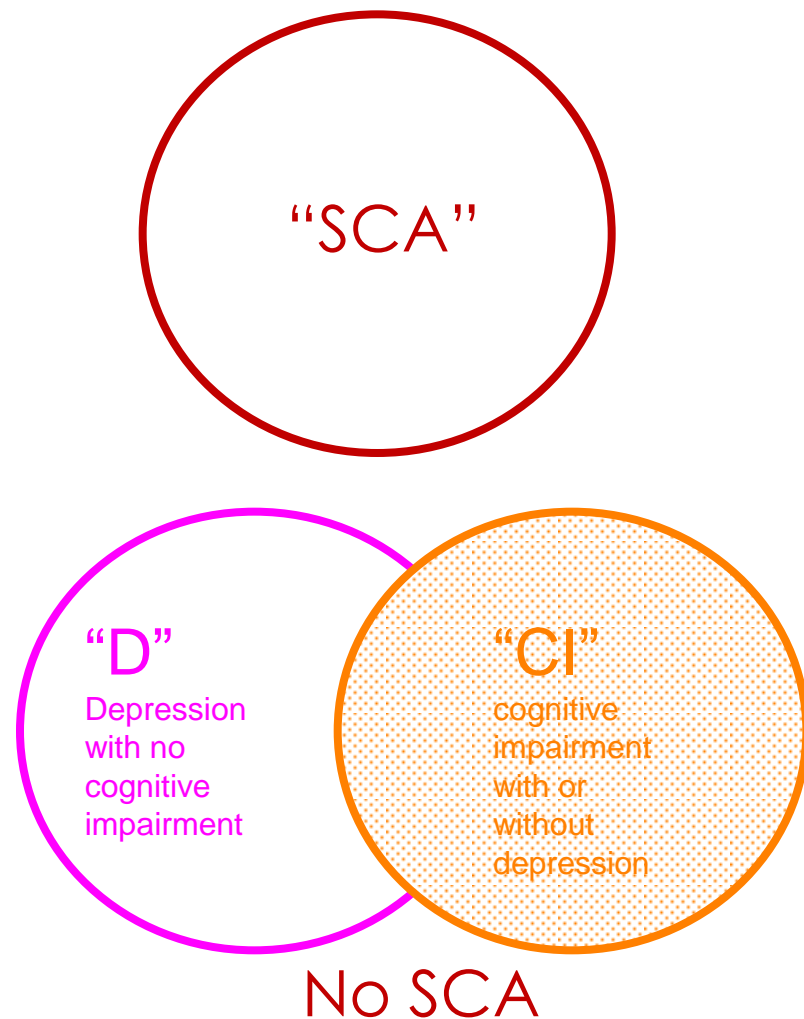 “SCA”
“D”
Depression
with no
cognitive
impairment
“CI”
cognitive
impairment
with or
without
depression
No SCA